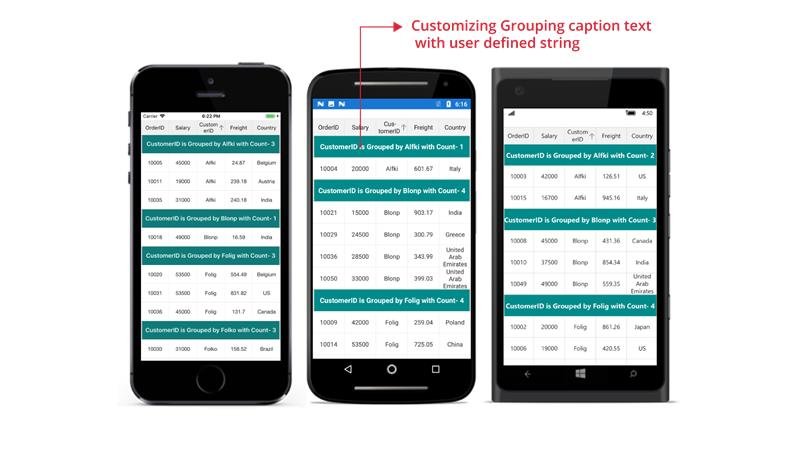 Customizing Grouping caption text
with user defined string
Carrier
6:22 PM
OrderID Salary Custom
erID Freight Country
CustomerID is Grouped by Alfki with Count- 3
10005 45000 Alfki 24.87 Belgium
10011 19000 Alfki 239.18 Austria
10035 31000 Alfki 240.18 India
CustomerID is Grouped by Blonp with Count- 1
10018 49000 Blonp 16.59 India
CustomerID is Grouped by Folig with Count- 3
10020 53500 Folig 554.49 Belgium
10031 53500 Folig 831.82 US
10036 45000 Folig 131.7 Canada
CustomerID is Grouped by Folko with Count- 3
10030 31000 Folko 156.52 Brazil
6:16
OrderID Salary Cus-
tomerID Freight Country
CustomerID is Grouped by Alfki with Count- 1
10004 20000 Alfki 601.67 Italy
CustomerID is Grouped by Blonp with Count- 4
10021 15000 Blonp 903.17 India
10029 24500 Blonp 300.79 Greece
10036 28500 Blonp 343.99 United
Arab
Emirates
10050 33000 Blonp 399.03 United
Arab
Emirates
CustomerID is Grouped by Folig with Count- 4
10009 42000 Folig 259.04 Poland
10014 53500 Folig 725.05 China
4:50
OrderID Salary Custom
erID Freight Country
CustomerID is Grouped by Alfki with Count- 2
10003 42000 Alfki 126.51 US
10015 16700 Alfki 945.16 Italy
CustomerID is Grouped by Blonp with Count- 3
10008 45000 Blonp 431.36 Canada
10010 37500 Blonp 854.34 India
10049 49000 Blonp 559.35 United
Arab
Emirates
CustomerID is Grouped by Folig with Count- 4
10002 20000 Folig 861.26 Japan
10006 19000 Folig 420.55 US